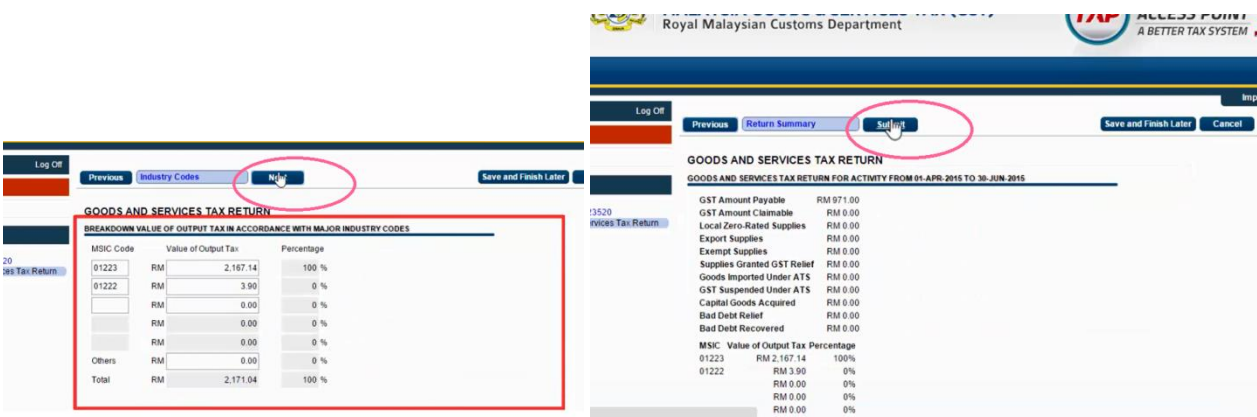 Log Off
Previous Industry Codes Save and Finish Later
GOODS AND SERVICES TAX RETURN
BREAKDOWN VALUE OF OUTPUT TAX IN ACCORDANCE WITH MAJOR INDUSTRY CODES
20
ces Tax Return
MSIC Code Value of Output Tax Percentage
01223 RM 2,167.14 100 %
01222 RM 3.90 0 %
RM 0.00 0 %
RM 0.00 0 %
RM 0.00 0 %
Others RM 0.00 0 %
Total RM 2,171.04 100 %
Royal Malaysian Customs Department
TAP ACCESS POINT
A BETTER TAX SYSTEM
Imp
Log Off
Previous Return Summary Submit Save and Finish Later Cancel
GOODS AND SERVICES TAX RETURN
GOODS AND SERVICES TAX RETURN FOR ACTIVITY FROM 01-APR-2015 TO 30-JUN-2015
23520
ervices Tax Return
GST Amount Payable RM 971.00
GST Amount Claimable RM 0.00
Local Zero-Rated Supplies RM 0.00
Export Supplies RM 0.00
Exempt Supplies RM 0.00
Supplies Granted GST Relief RM 0.00
Goods Imported Under ATS RM 0.00
GST Suspended Under ATS RM 0.00
Capital Goods Acquired RM 0.00
Bad Debt Relief RM 0.00
Bad Debt Recovered RM 0.00
MSIC Value of Output Tax Percentage
01223 RM 2,167.14 100%
01222 RM 3.90 0%
RM 0.00 0%
RM 0.00 0%